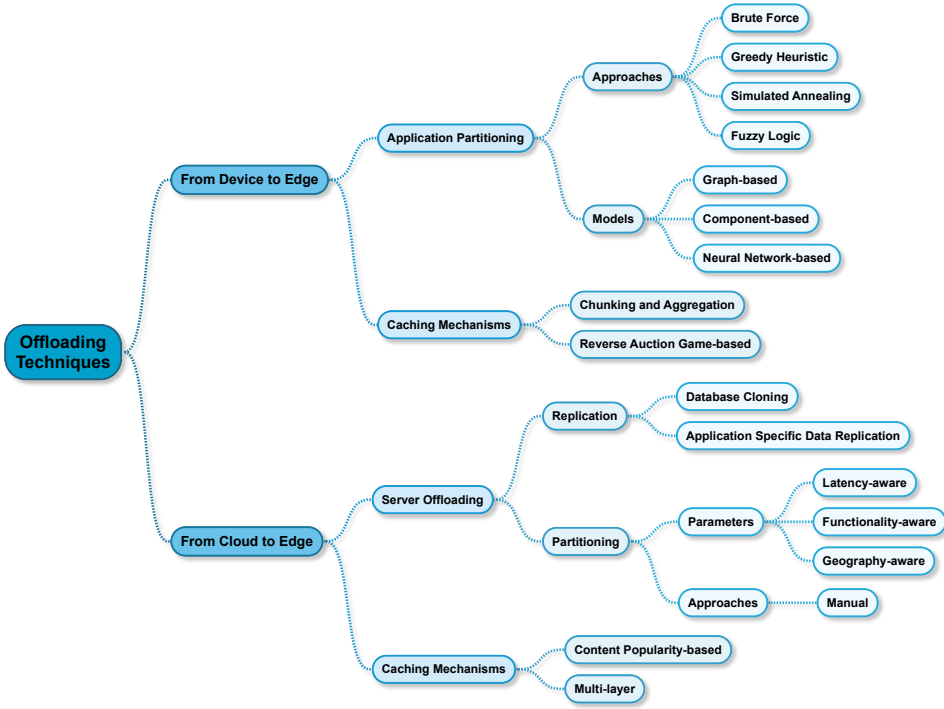 Offloading
Techniques
From Device to Edge
Application Partitioning
Approaches
Brute Force
Greedy Heuristic
Simulated Annealing
Fuzzy Logic
Models
Graph-based
Component-based
Neural Network-based
Caching Mechanisms
Chunking and Aggregation
Reverse Auction Game-based
From Cloud to Edge
Server Offloading
Replication
Database Cloning
Application Specific Data Replication
Partitioning
Parameters
Latency-aware
Functionality-aware
Geography-aware
Approaches
Manual
Caching Mechanisms
Content Popularity-based
Multi-layer